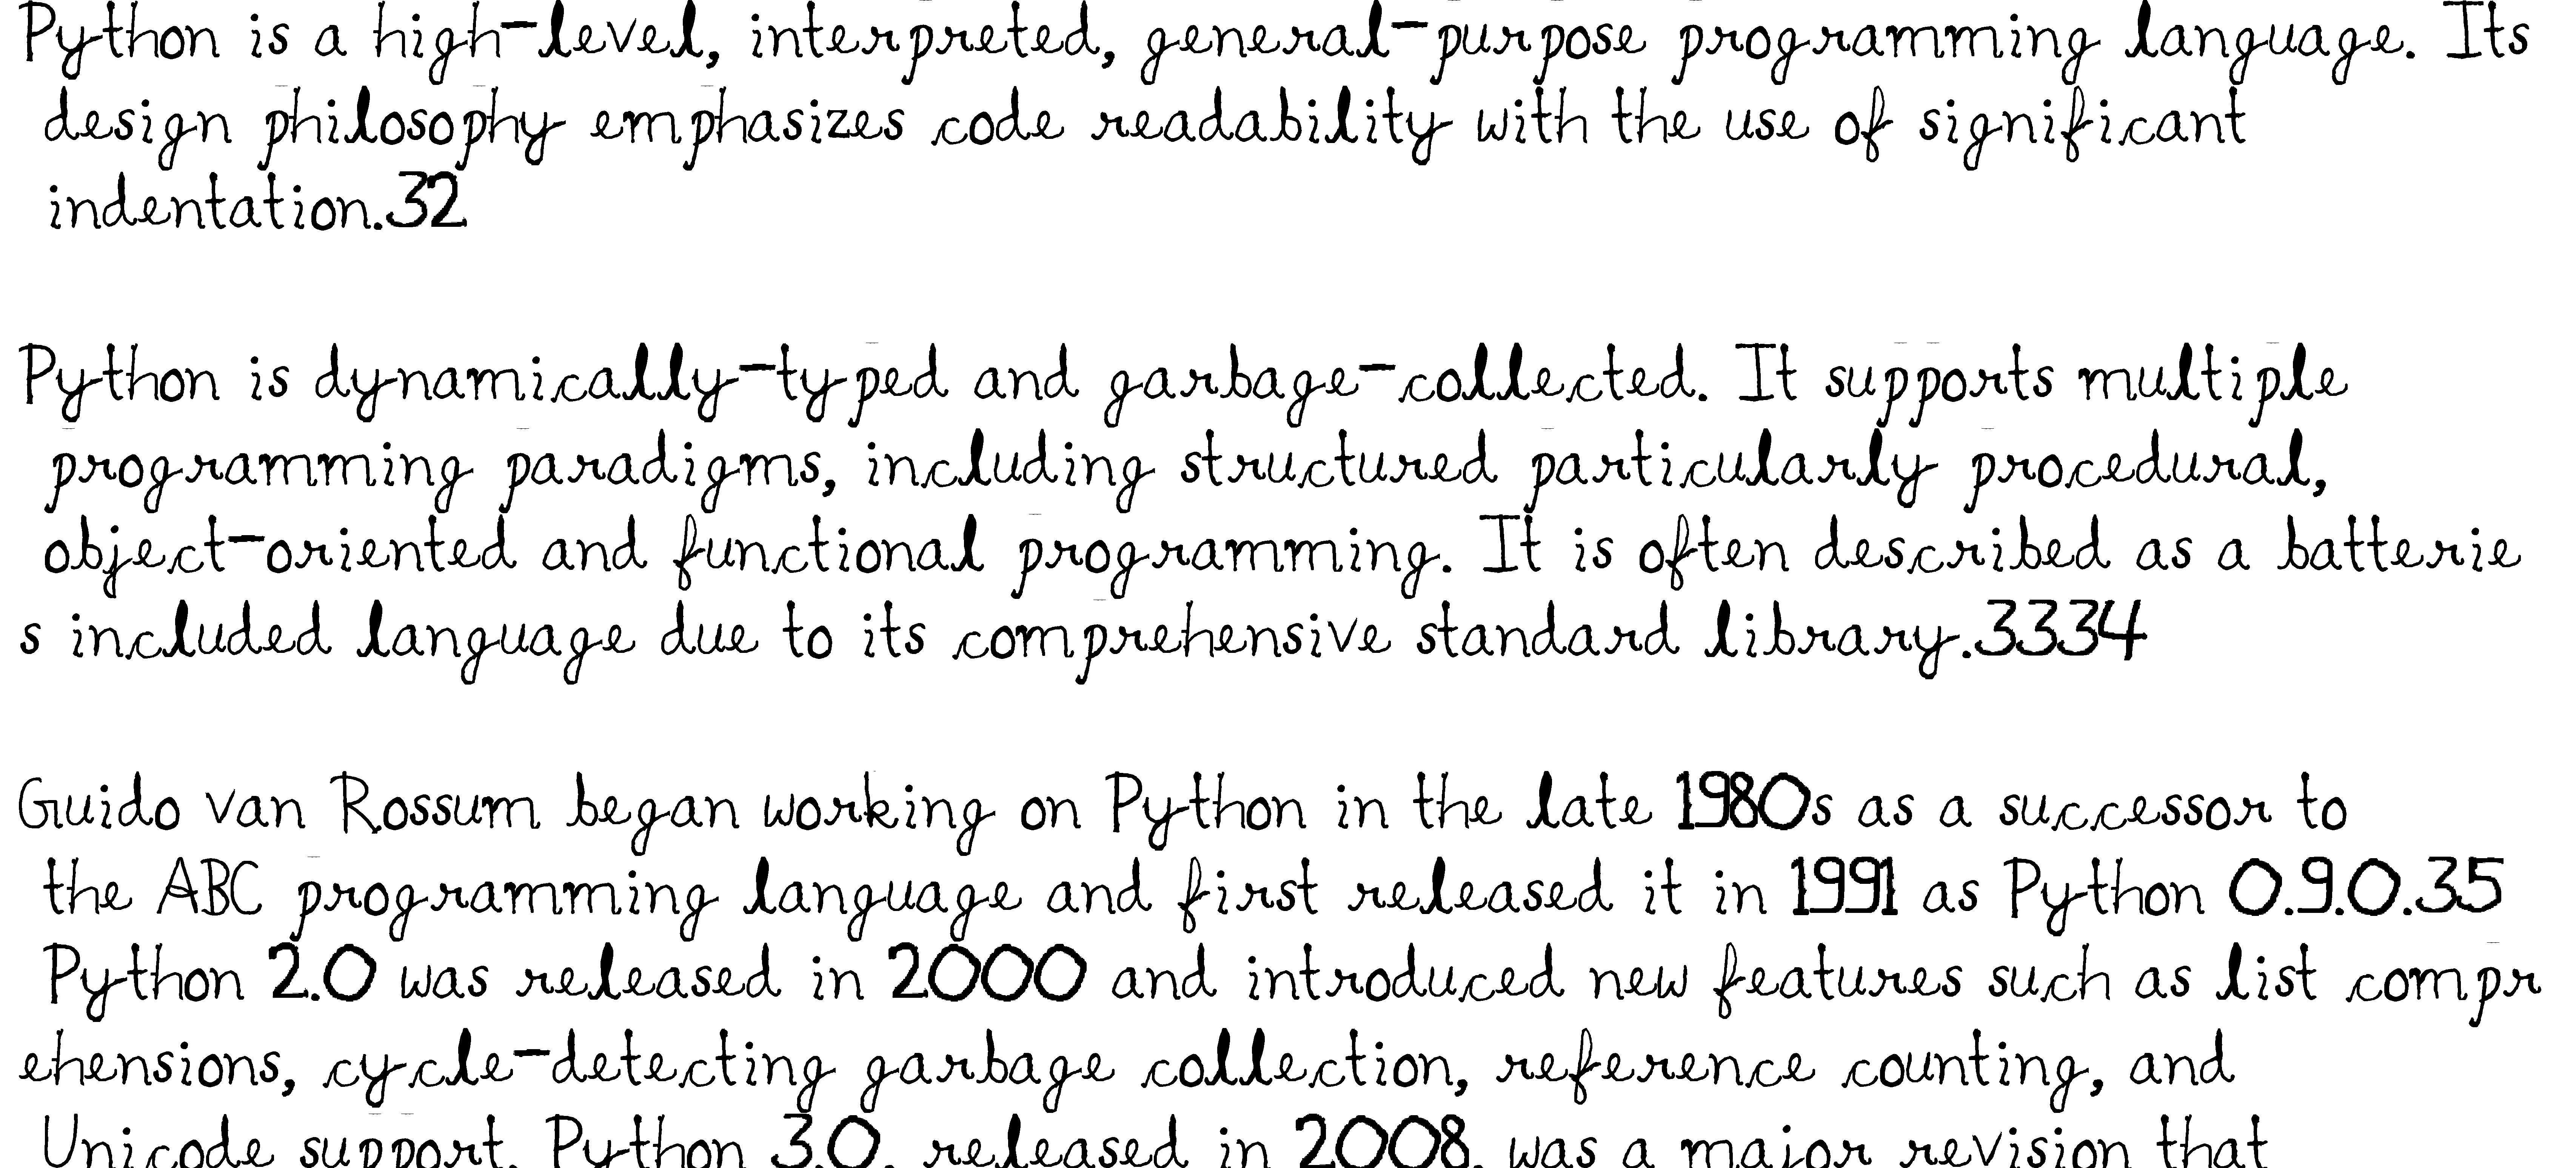 Python is a high-level, interpreted, general-purpose programming language. Its
design philosophy emphasizes code readability with the use of significant
indentation.32
Python is dynamically-typed and garbage-collected. It supports multiple
programming paradigms, including structured particularly procedural,
object-oriented and functional programming. It is often described as a batterie
s included language due to its comprehensive standard library.3334
Guido van Rossum began working on Python in the late 1980s as a successor to
the ABC programming language and first released it in 1991 as Python 0.9.0.35
Python 2.0 was released in 2000 and introduced new features such as list compr
ehensions, cycle-detecting garbage collection, reference counting, and
Unicode support. Python 3.0, released in 2008, was a major revision that